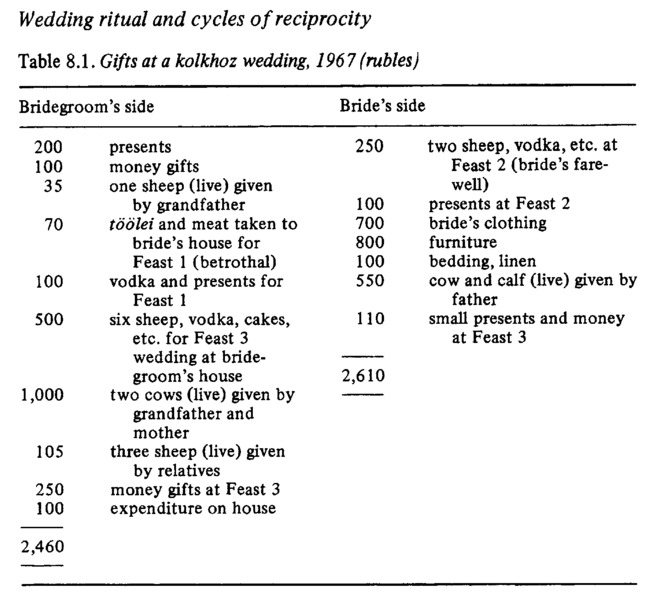 Wedding ritual and cycles of reciprocity
Table 8.1. Gifts at a kolkhoz wedding, 1967 (rubles)
Bridegroom's side
200 presents
100 money gifts
35 one sheep (live) given
by grandfather
70 töölei and meat taken to
bride's house for
Feast 1 (betrothal)
100 vodka and presents for
Feast 1
500 six sheep, vodka, cakes,
etc. for Feast 3
wedding at bride-
groom's house
1,000 two cows (live) given by
grandfather and
mother
105 three sheep (live) given
by relatives
250 money gifts at Feast 3
100 expenditure on house
2,460
Bride's side
250 two sheep, vodka, etc. at
Feast 2 (bride's fare-
well)
100 presents at Feast 2
700 bride's clothing
800 furniture
100 bedding, linen
550 cow and calf (live) given by
father
110 small presents and money
at Feast 3
2,610